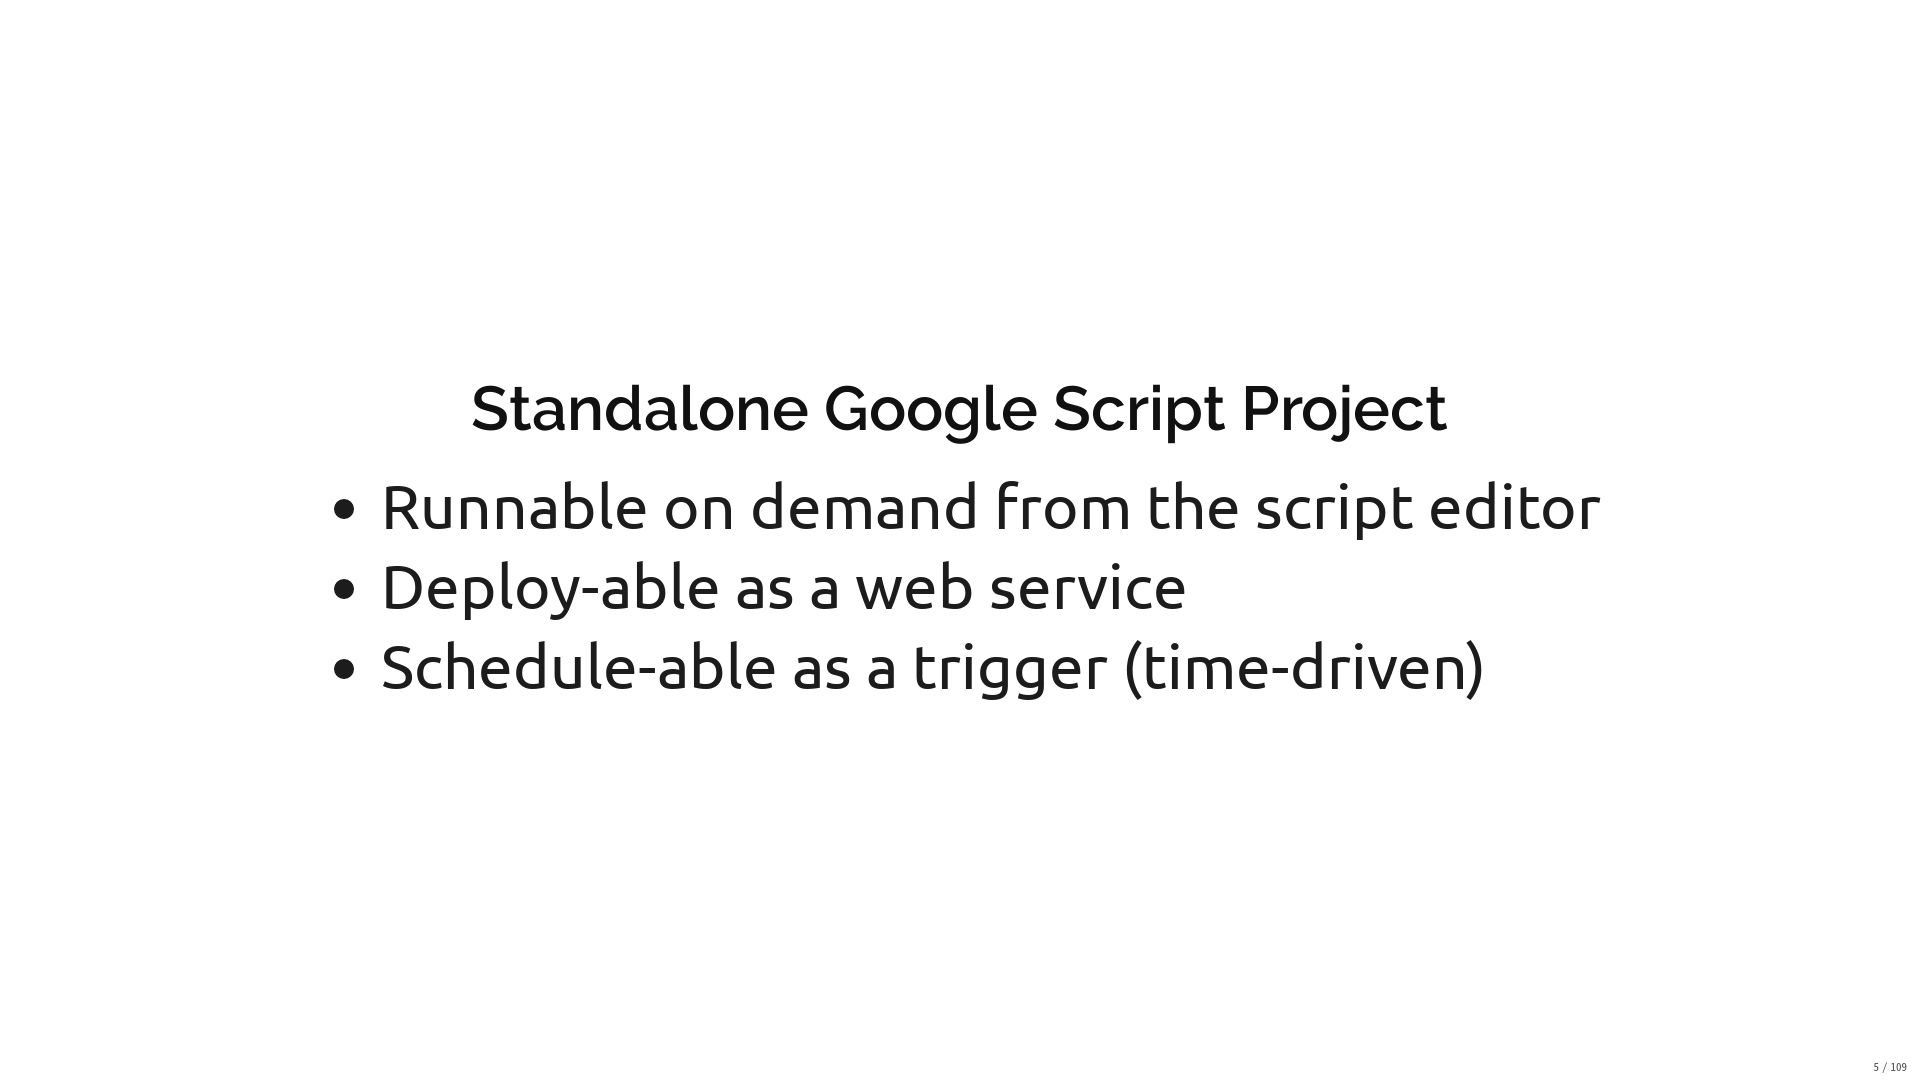 Standalone Google Script Project
• Runnable on demand from the script editor
• Deploy-able as a web service
• Schedule-able as a trigger (time-driven)
5 / 109